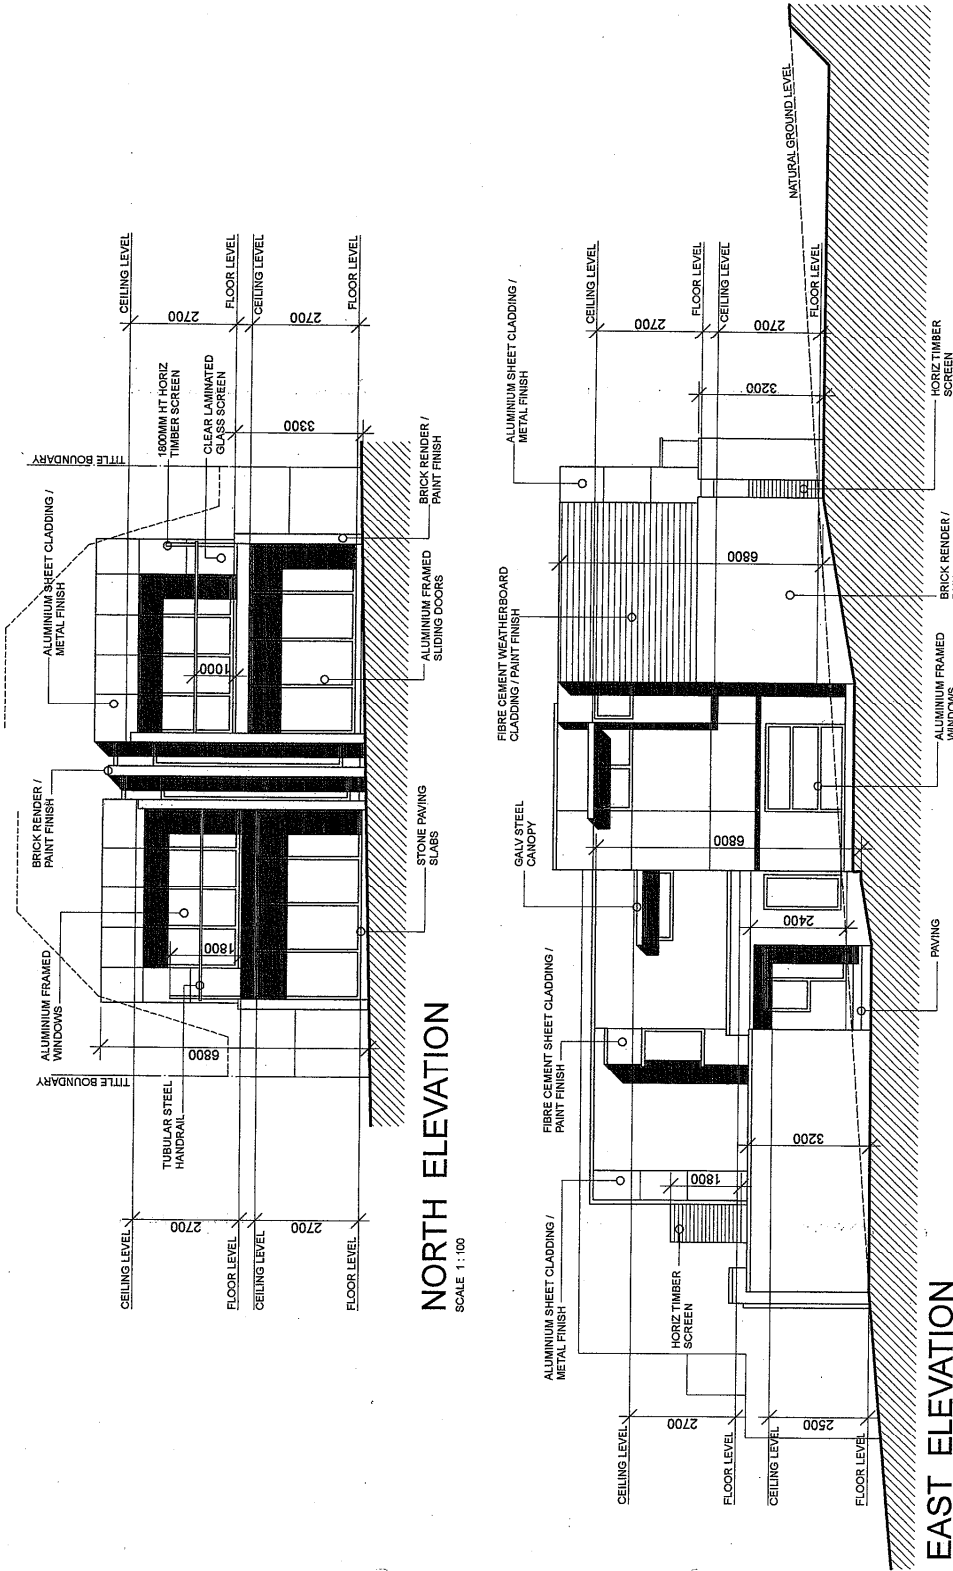 CEILING LEVEL
FLOOR LEVEL
CEILING LEVEL
FLOOR LEVEL
2700
2700
TUBULAR STEEL
HANDRAIL
TITLE BOUNDARY
6800
ALUMINIUM FRAMED
WINDOWS
1800
BRICK RENDER /
PAINT FINISH
STONE PAVING
SLABS
ALUMINIUM SHEET CLADDING /
METAL FINISH
1000
ALUMINIUM FRAMED
SLIDING DOORS
BRICK RENDER /
PAINT FINISH
TITLE BOUNDARY
1800MM HT HORIZ
TIMBER SCREEN
CLEAR LAMINATED
GLASS SCREEN
3300
2700
2700
CEILING LEVEL
FLOOR LEVEL
CEILING LEVEL
FLOOR LEVEL
NORTH ELEVATION
SCALE 1:100
CEILING LEVEL
FLOOR LEVEL
CEILING LEVEL
FLOOR LEVEL
2700
2500
ALUMINIUM SHEET CLADDING /
METAL FINISH
HORIZ TIMBER
SCREEN
1800
3200
FIBRE CEMENT SHEET CLADDING /
PAINT FINISH
PAVING
2400
GALV STEEL
CANOPY
6800
ALUMINIUM FRAMED
WINDOWS
FIBRE CEMENT WEATHERBOARD
CLADDING / PAINT FINISH
6800
BRICK RENDER /
ALUMINIUM SHEET CLADDING /
METAL FINISH
HORIZ TIMBER
SCREEN
3200
2700
2700
CEILING LEVEL
FLOOR LEVEL
CEILING LEVEL
FLOOR LEVEL
NATURAL GROUND LEVEL
EAST ELEVATION